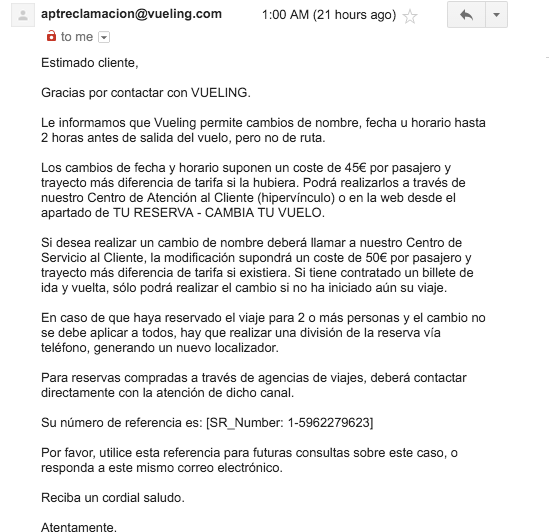 aptreclamacion@vueling.com 1:00 AM (21 hours ago)
to me
Estimado cliente,
Gracias por contactar con VUELING.
Le informamos que Vueling permite cambios de nombre, fecha u horario hasta
2 horas antes de salida del vuelo, pero no de ruta.
Los cambios de fecha y horario suponen un coste de 45€ por pasajero y
trayecto más diferencia de tarifa si la hubiera. Podrá realizarlos a través de
nuestro Centro de Atención al Cliente (hipervínculo) o en la web desde el
apartado de TU RESERVA - CAMBIA TU VUELO.
Si desea realizar un cambio de nombre deberá llamar a nuestro Centro de
Servicio al Cliente, la modificación supondrá un coste de 50€ por pasajero y
trayecto más diferencia de tarifa si existiera. Si tiene contratado un billete de
ida y vuelta, sólo podrá realizar el cambio si no ha iniciado aún su viaje.
En caso de que haya reservado el viaje para 2 o más personas y el cambio no
se debe aplicar a todos, hay que realizar una división de la reserva vía
teléfono, generando un nuevo localizador.
Para reservas compradas a través de agencias de viajes, deberá contactar
directamente con la atención de dicho canal.
Su número de referencia es: [SR_Number: 1-5962279623]
Por favor, utilice esta referencia para futuras consultas sobre este caso, o
responda a este mismo correo electrónico.
Reciba un cordial saludo.
Atentamente,